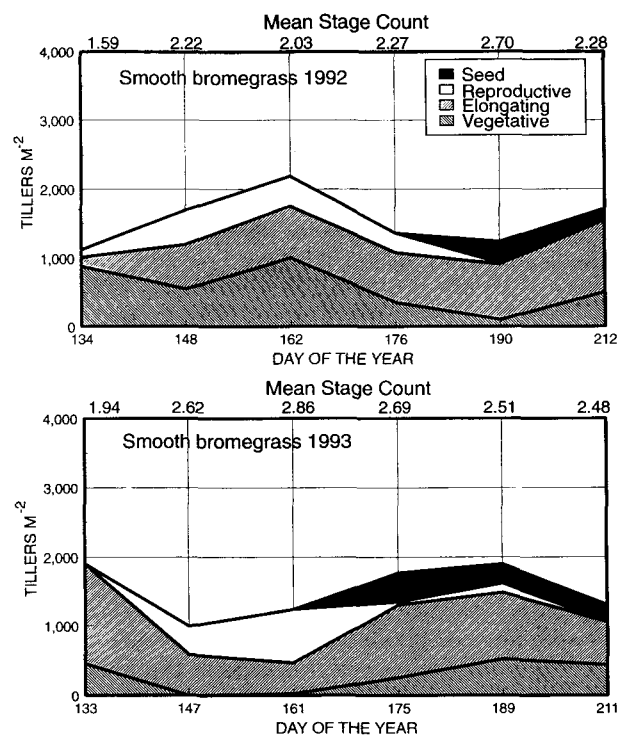 Mean Stage Count
1.59 2.22 2.03 2.27 2.70 2.28
4,000
Smooth bromegrass 1992
Seed
Reproductive
Elongating
Vegetative
3,000
2,000
1,000
0
TILLERS M⁻²
134 148 162 176 190 212
DAY OF THE YEAR
Mean Stage Count
1.94 2.62 2.86 2.69 2.51 2.48
4,000
Smooth bromegrass 1993
3,000
2,000
1,000
0
TILLERS M⁻²
133 147 161 175 189 211
DAY OF THE YEAR